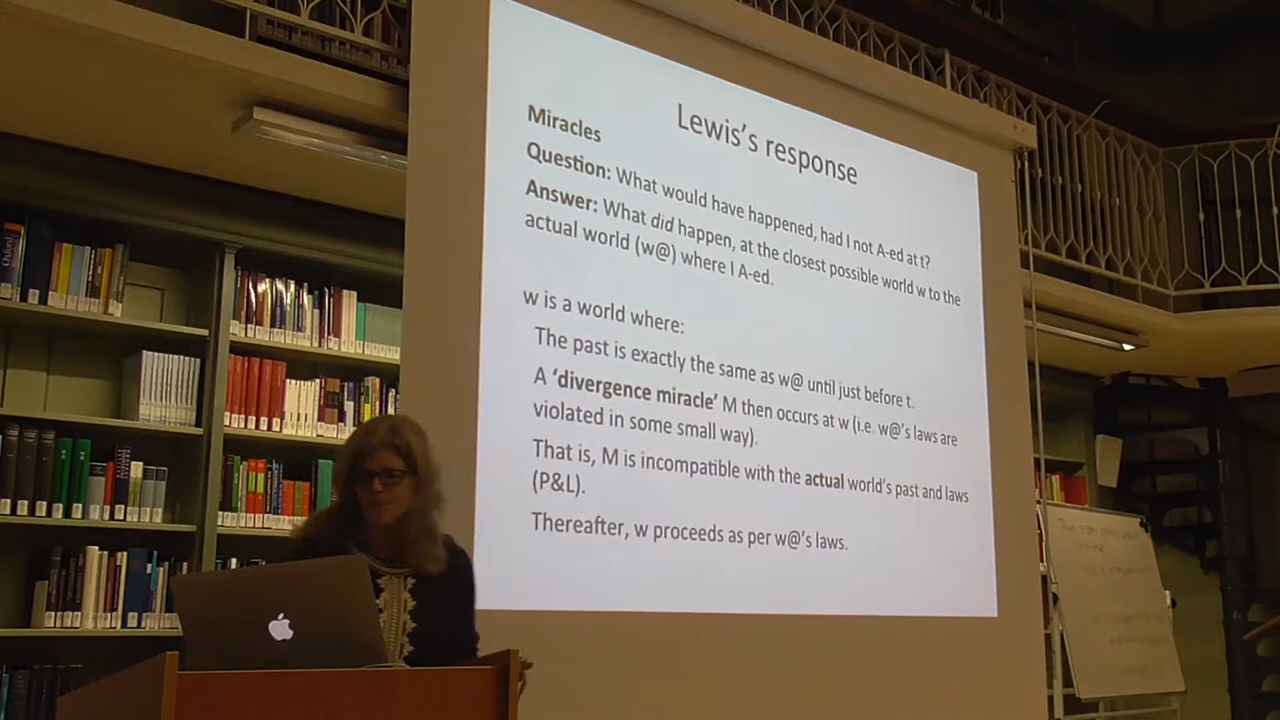 Lewis's response
Miracles
Question: What would have happened, had I not A-ed at t?
Answer: What did happen, at the closest possible world w to the
actual world (w@) where I A-ed.
w is a world where:
The past is exactly the same as w@ until just before t.
A 'divergence miracle' M then occurs at w (i.e. w@'s laws are
violated in some small way).
That is, M is incompatible with the actual world's past and laws
(P&L).
Thereafter, w proceeds as per w@'s laws.
Oxford